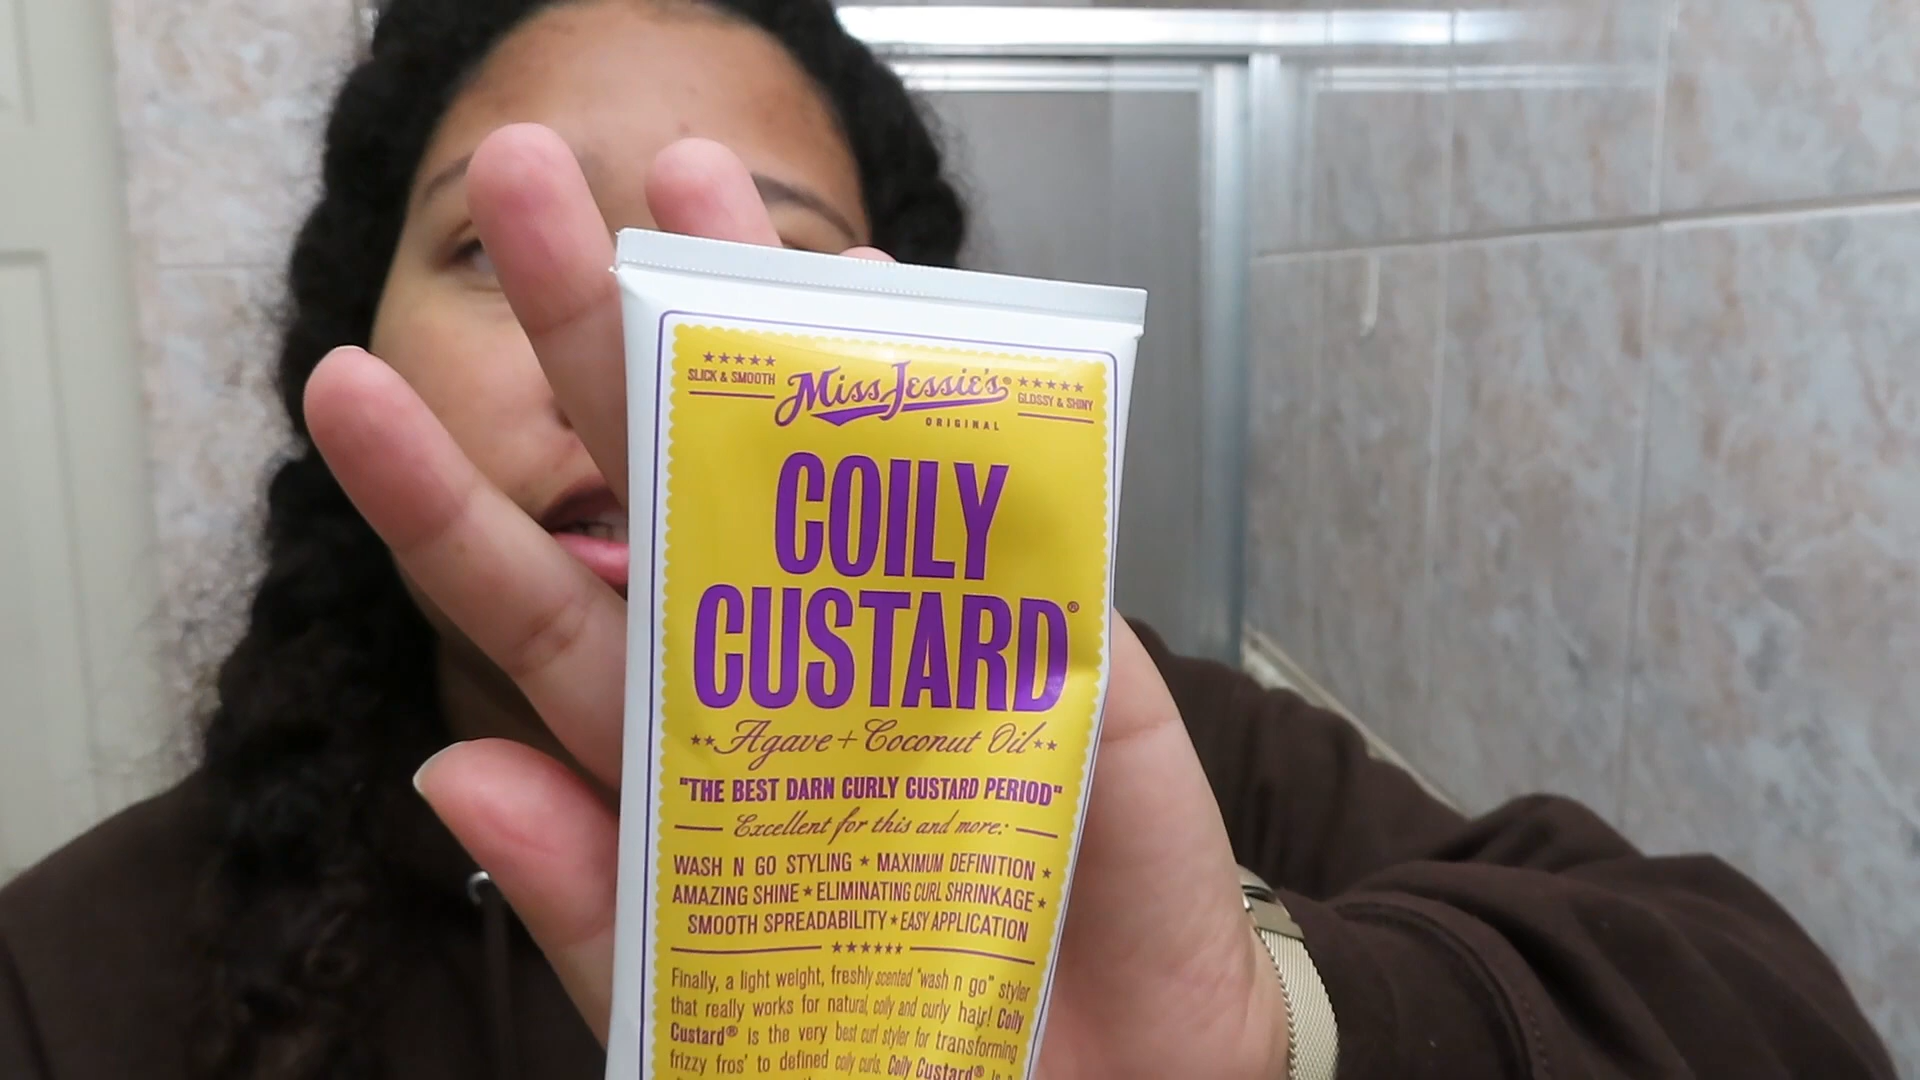 SLICK & SMOOTH
Miss Jessie's®
ORIGINAL
GLOSSY & SHINY
COILY
CUSTARD®
Agave + Coconut Oil
"THE BEST DARN CURLY CUSTARD PERIOD"
Excellent for this and more:
WASH N GO STYLING ★ MAXIMUM DEFINITION ★
AMAZING SHINE ★ ELIMINATING CURL SHRINKAGE ★
SMOOTH SPREADABILITY ★ EASY APPLICATION
Finally, a light weight, freshly scented "wash n go" styler
that really works for natural, coily and curly hair! Coily
Custard® is the very best curl styler for transforming
frizzy fros' to defined coily curls. Coily Custard® is